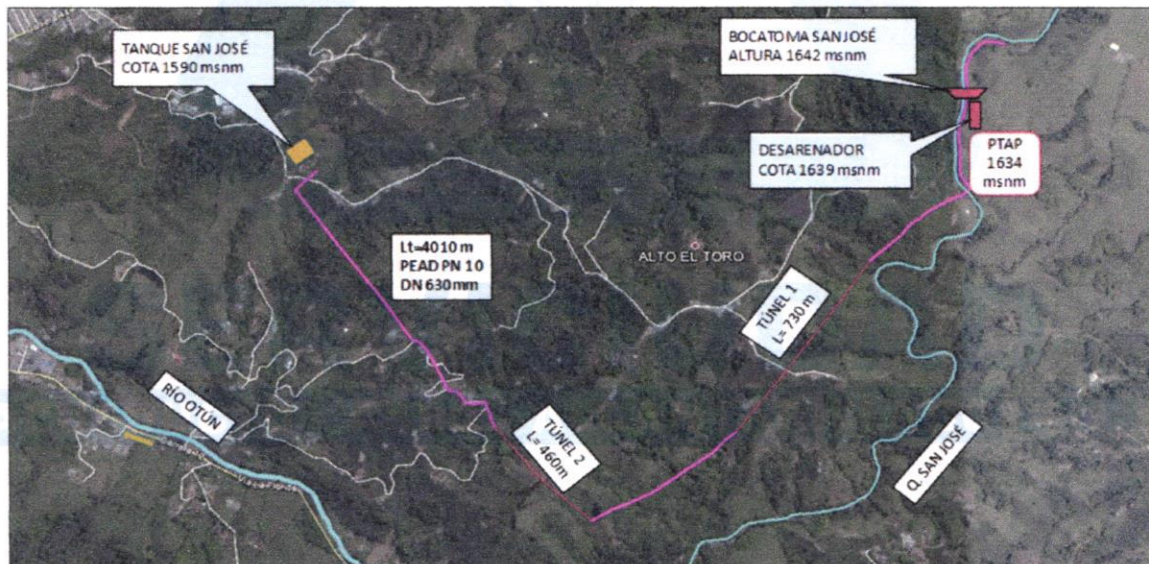 TANQUE SAN JOSÉ
COTA 1590 msnm
BOCATOMA SAN JOSÉ
ALTURA 1642 msnm
DESARENADOR
COTA 1639 msnm
PTAP
1634
msnm
Lt=4010 m
PEAD PN 10
DN 630mm
ALTO EL TORO
TÚNEL 1
L= 730 m
RÍO OTÚN
TÚNEL 2
L= 460m
Q. SAN JOSÉ